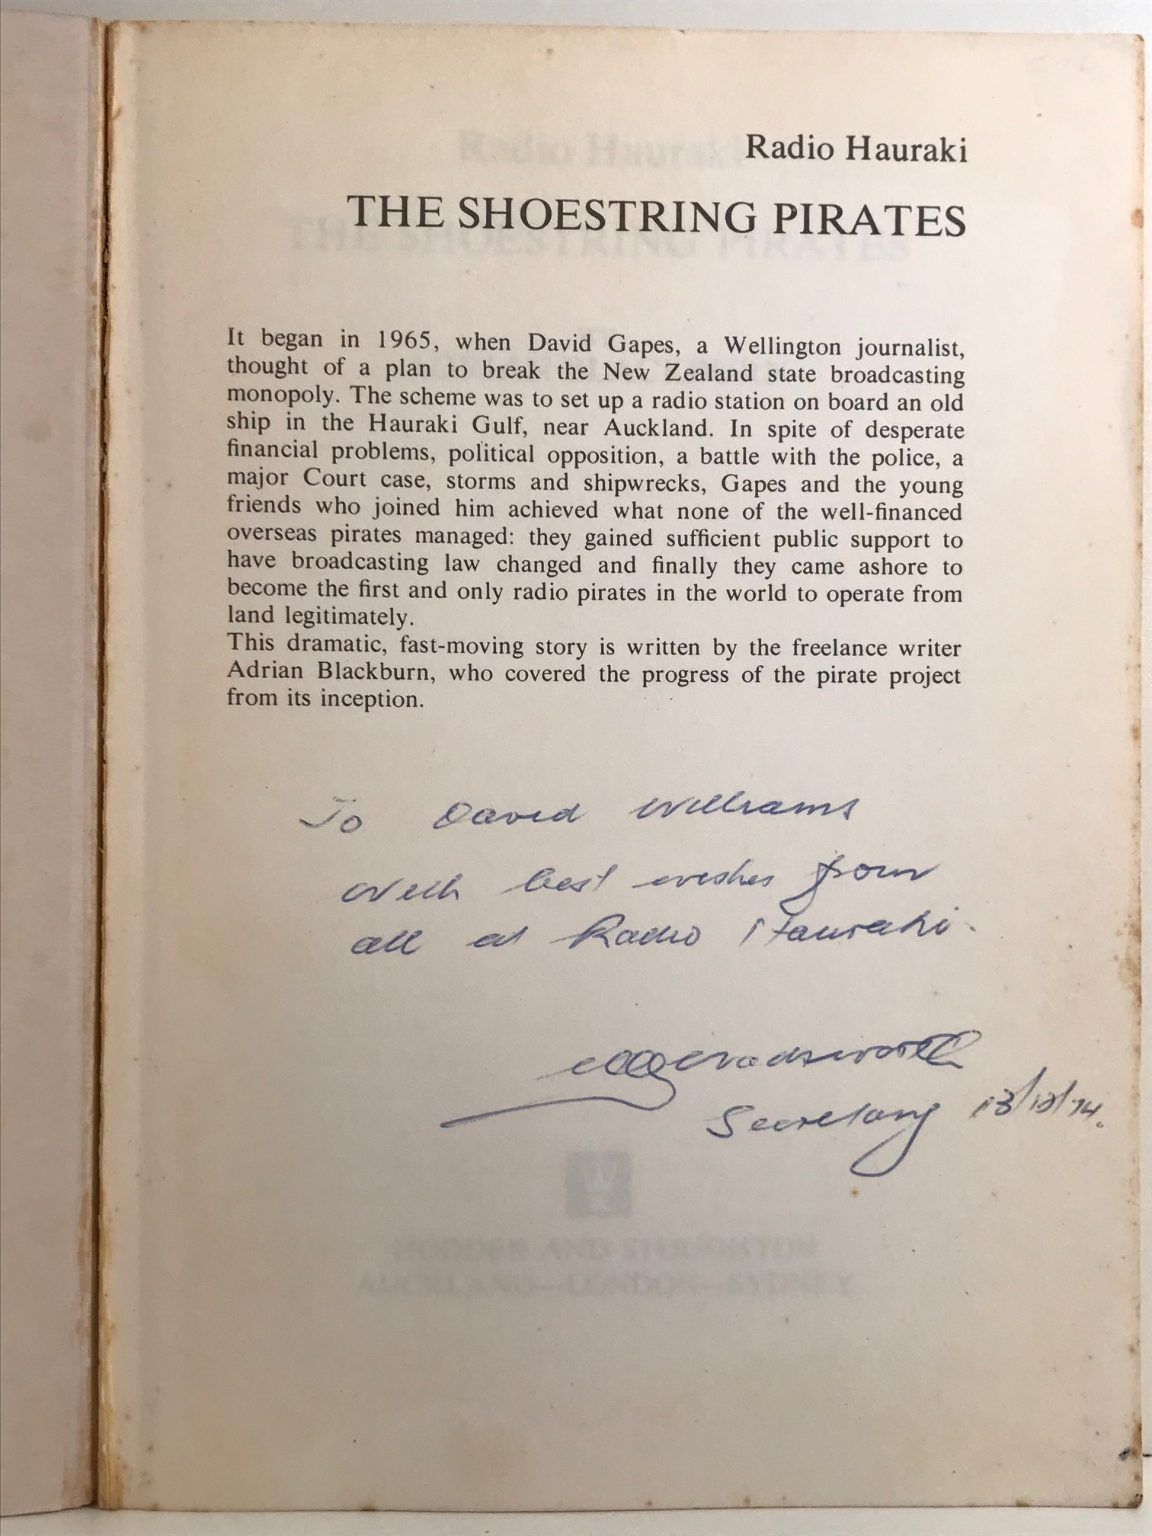 Radio Hauraki
THE SHOESTRING PIRATES
It began in 1965, when David Gapes, a Wellington journalist,
thought of a plan to break the New Zealand state broadcasting
monopoly. The scheme was to set up a radio station on board an old
ship in the Hauraki Gulf, near Auckland. In spite of desperate
financial problems, political opposition, a battle with the police, a
major Court case, storms and shipwrecks, Gapes and the young
friends who joined him achieved what none of the well-financed
overseas pirates managed: they gained sufficient public support to
have broadcasting law changed and finally they came ashore to
become the first and only radio pirates in the world to operate from
land legitimately.
This dramatic, fast-moving story is written by the freelance writer
Adrian Blackburn, who covered the progress of the pirate project
from its inception.
To David Williams
with best wishes from
all at Radio Hauraki.
Secretary 13/12/74.
HODDER AND STOUGHTON
AUCKLAND—LONDON—SYDNEY